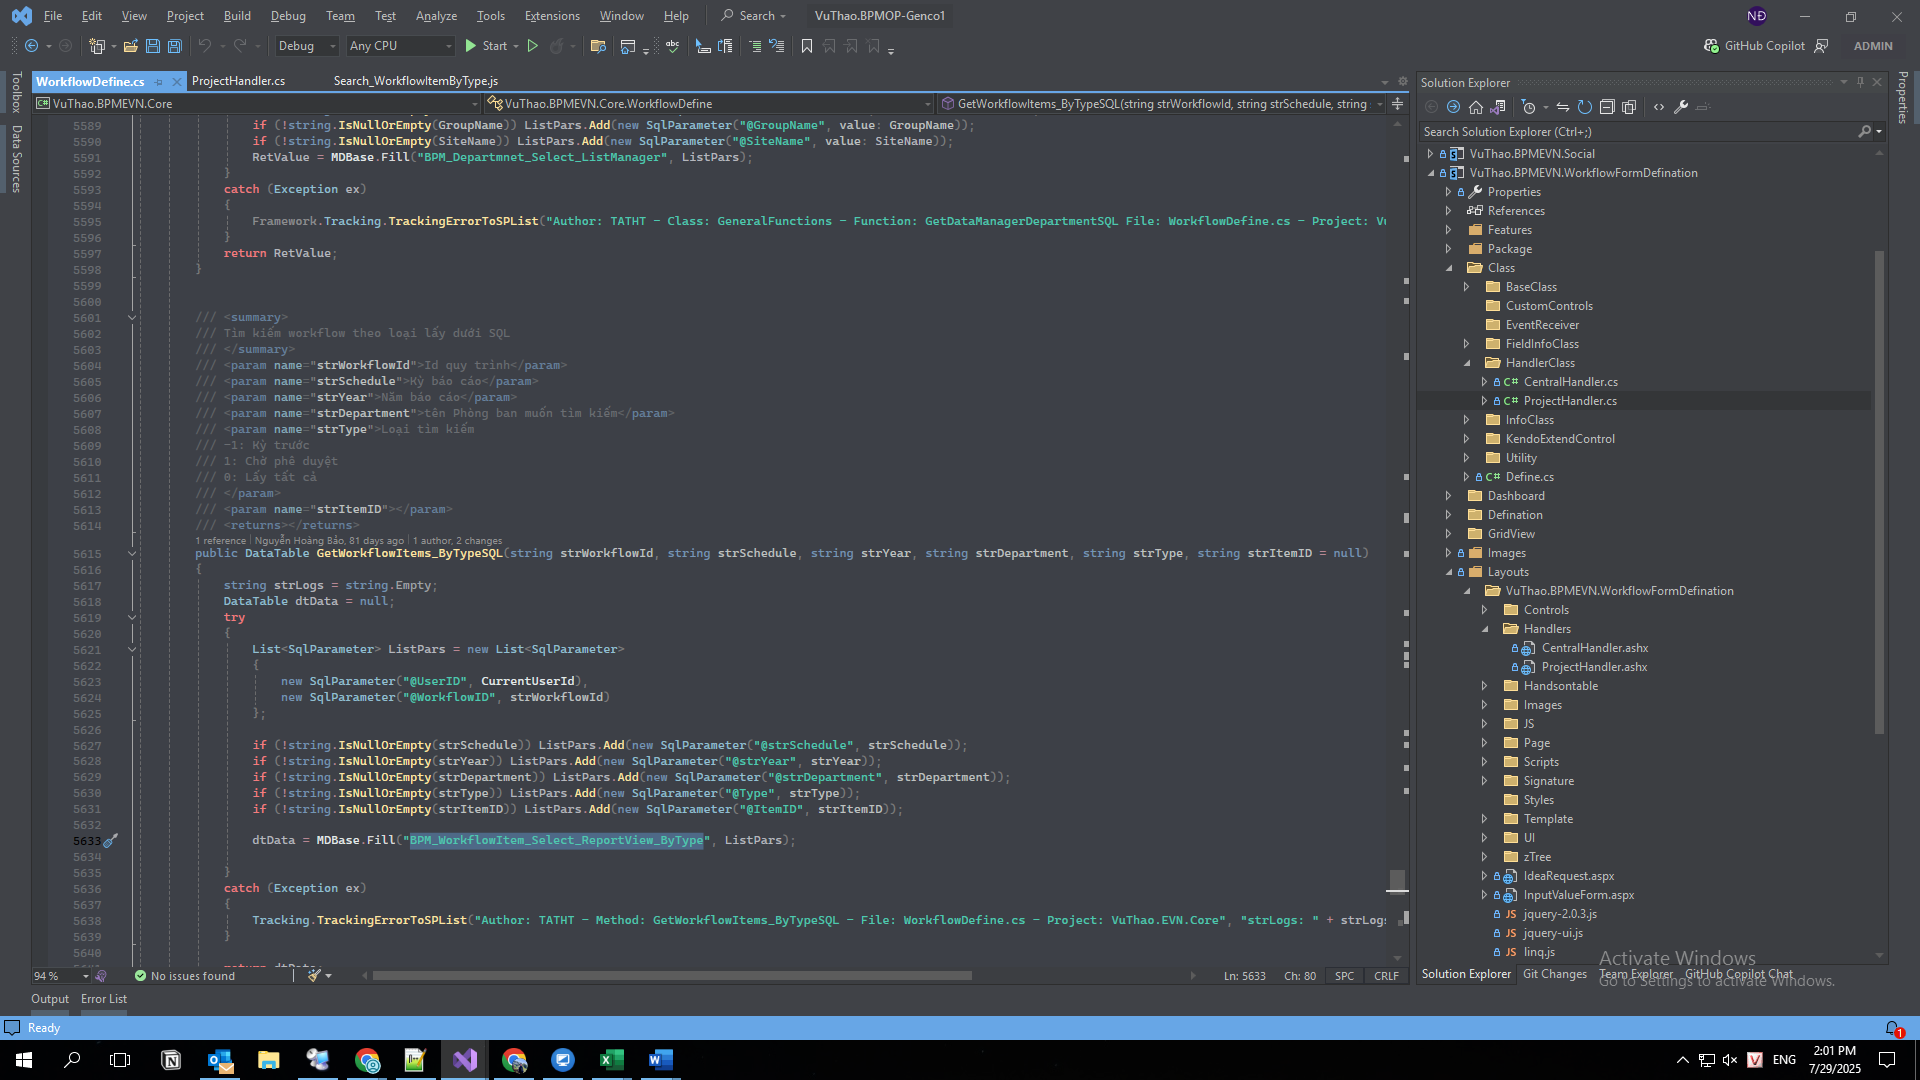 File Edit View Project Build Debug Team Test Analyze Tools Extensions Window Help Search VuThao.BPMOP-Genco1 NĐ
Debug Any CPU Start GitHub Copilot ADMIN
WorkflowDefine.cs ProjectHandler.cs Search_WorkflowItemByType.js
VuThao.BPMEVN.Core VuThao.BPMEVN.Core.WorkflowDefine GetWorkflowItems_ByTypeSQL(string strWorkflowId, string strSchedule, string
Toolbox
Data Sources
5589 if (!string.IsNullOrEmpty(GroupName)) ListPars.Add(new SqlParameter("@GroupName", value: GroupName));
5590 if (!string.IsNullOrEmpty(SiteName)) ListPars.Add(new SqlParameter("@SiteName", value: SiteName));
5591 RetValue = MDBase.Fill("BPM_Departmnet_Select_ListManager", ListPars);
5592 }
5593 catch (Exception ex)
5594 {
5595 Framework.Tracking.TrackingErrorToSPList("Author: TATHT - Class: GeneralFunctions - Function: GetDataManagerDepartmentSQL File: WorkflowDefine.cs - Project: Vu
5596 }
5597 return RetValue;
5598 }
5599
5600
5601 /// <summary>
5602 /// Tìm kiếm workflow theo loại lấy dưới SQL
5603 /// </summary>
5604 /// <param name="strWorkflowId">Id quy trình</param>
5605 /// <param name="strSchedule">Kỳ báo cáo</param>
5606 /// <param name="strYear">Năm báo cáo</param>
5607 /// <param name="strDepartment">tên Phòng ban muốn tìm kiếm</param>
5608 /// <param name="strType">Loại tìm kiếm
5609 /// -1: Kỳ trước
5610 /// 1: Chờ phê duyệt
5611 /// 0: Lấy tất cả
5612 /// </param>
5613 /// <param name="strItemID"></param>
5614 /// <returns></returns>
1 reference | Nguyễn Hoàng Bảo, 81 days ago | 1 author, 2 changes
5615 public DataTable GetWorkflowItems_ByTypeSQL(string strWorkflowId, string strSchedule, string strYear, string strDepartment, string strType, string strItemID = null)
5616 {
5617 string strLogs = string.Empty;
5618 DataTable dtData = null;
5619 try
5620 {
5621 List<SqlParameter> ListPars = new List<SqlParameter>
5622 {
5623 new SqlParameter("@UserID", CurrentUserId),
5624 new SqlParameter("@WorkflowID", strWorkflowId)
5625 };
5626
5627 if (!string.IsNullOrEmpty(strSchedule)) ListPars.Add(new SqlParameter("@strSchedule", strSchedule));
5628 if (!string.IsNullOrEmpty(strYear)) ListPars.Add(new SqlParameter("@strYear", strYear));
5629 if (!string.IsNullOrEmpty(strDepartment)) ListPars.Add(new SqlParameter("@strDepartment", strDepartment));
5630 if (!string.IsNullOrEmpty(strType)) ListPars.Add(new SqlParameter("@Type", strType));
5631 if (!string.IsNullOrEmpty(strItemID)) ListPars.Add(new SqlParameter("@ItemID", strItemID));
5632
5633 dtData = MDBase.Fill("BPM_WorkflowItem_Select_ReportView_ByType", ListPars);
5634
5635 }
5636 catch (Exception ex)
5637 {
5638 Tracking.TrackingErrorToSPList("Author: TATHT - Method: GetWorkflowItems_ByTypeSQL - File: WorkflowDefine.cs - Project: VuThao.EVN.Core", "strLogs: " + strLogs
5639 }
5640
94 % No issues found Ln: 5633 Ch: 80 SPC CRLF
Output Error List
Solution Explorer
Search Solution Explorer (Ctrl+;)
VuThao.BPMEVN.Social
VuThao.BPMEVN.WorkflowFormDefination
Properties
References
Features
Package
Class
BaseClass
CustomControls
EventReceiver
FieldInfoClass
HandlerClass
C# CentralHandler.cs
C# ProjectHandler.cs
InfoClass
KendoExtendControl
Utility
C# Define.cs
Dashboard
Defination
GridView
Images
Layouts
VuThao.BPMEVN.WorkflowFormDefination
Controls
Handlers
CentralHandler.ashx
ProjectHandler.ashx
Handsontable
Images
JS
Page
Scripts
Signature
Styles
Template
UI
zTree
IdeaRequest.aspx
InputValueForm.aspx
JS jquery-2.0.3.js
JS jquery-ui.js
JS linq.js
Solution Explorer Git Changes Team Explorer GitHub Copilot Chat
Activate Windows
Go to Settings to activate Windows.
Properties
Ready 1
ENG 2:01 PM
7/29/2025